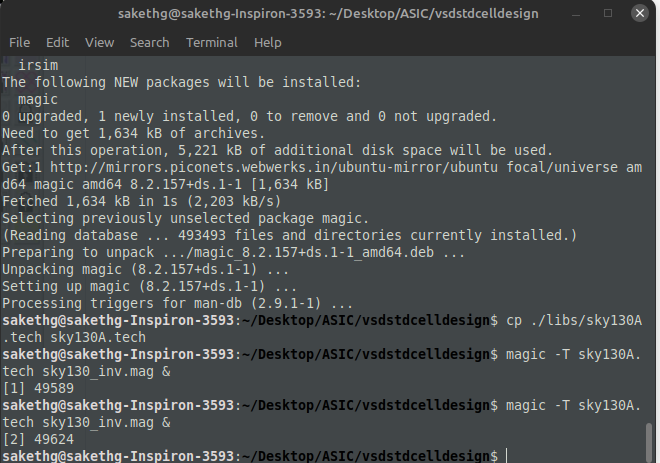 sakethg@sakethg-Inspiron-3593: ~/Desktop/ASIC/vsdstdcelldesign
File Edit View Search Terminal Help
irsim
The following NEW packages will be installed:
magic
0 upgraded, 1 newly installed, 0 to remove and 0 not upgraded.
Need to get 1,634 kB of archives.
After this operation, 5,221 kB of additional disk space will be used.
Get:1 http://mirrors.piconets.webwerks.in/ubuntu-mirror/ubuntu focal/universe am
d64 magic amd64 8.2.157+ds.1-1 [1,634 kB]
Fetched 1,634 kB in 1s (2,203 kB/s)
Selecting previously unselected package magic.
(Reading database ... 493493 files and directories currently installed.)
Preparing to unpack .../magic_8.2.157+ds.1-1_amd64.deb ...
Unpacking magic (8.2.157+ds.1-1) ...
Setting up magic (8.2.157+ds.1-1) ...
Processing triggers for man-db (2.9.1-1) ...
sakethg@sakethg-Inspiron-3593:~/Desktop/ASIC/vsdstdcelldesign$ cp ./libs/sky130A
.tech sky130A.tech
sakethg@sakethg-Inspiron-3593:~/Desktop/ASIC/vsdstdcelldesign$ magic -T sky130A.
tech sky130_inv.mag &
[1] 49589
sakethg@sakethg-Inspiron-3593:~/Desktop/ASIC/vsdstdcelldesign$ magic -T sky130A.
tech sky130_inv.mag &
[2] 49624
sakethg@sakethg-Inspiron-3593:~/Desktop/ASIC/vsdstdcelldesign$